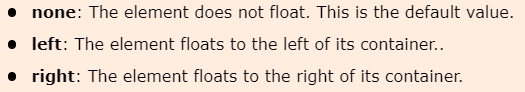 • none: The element does not float. This is the default value.
• left: The element floats to the left of its container..
• right: The element floats to the right of its container.